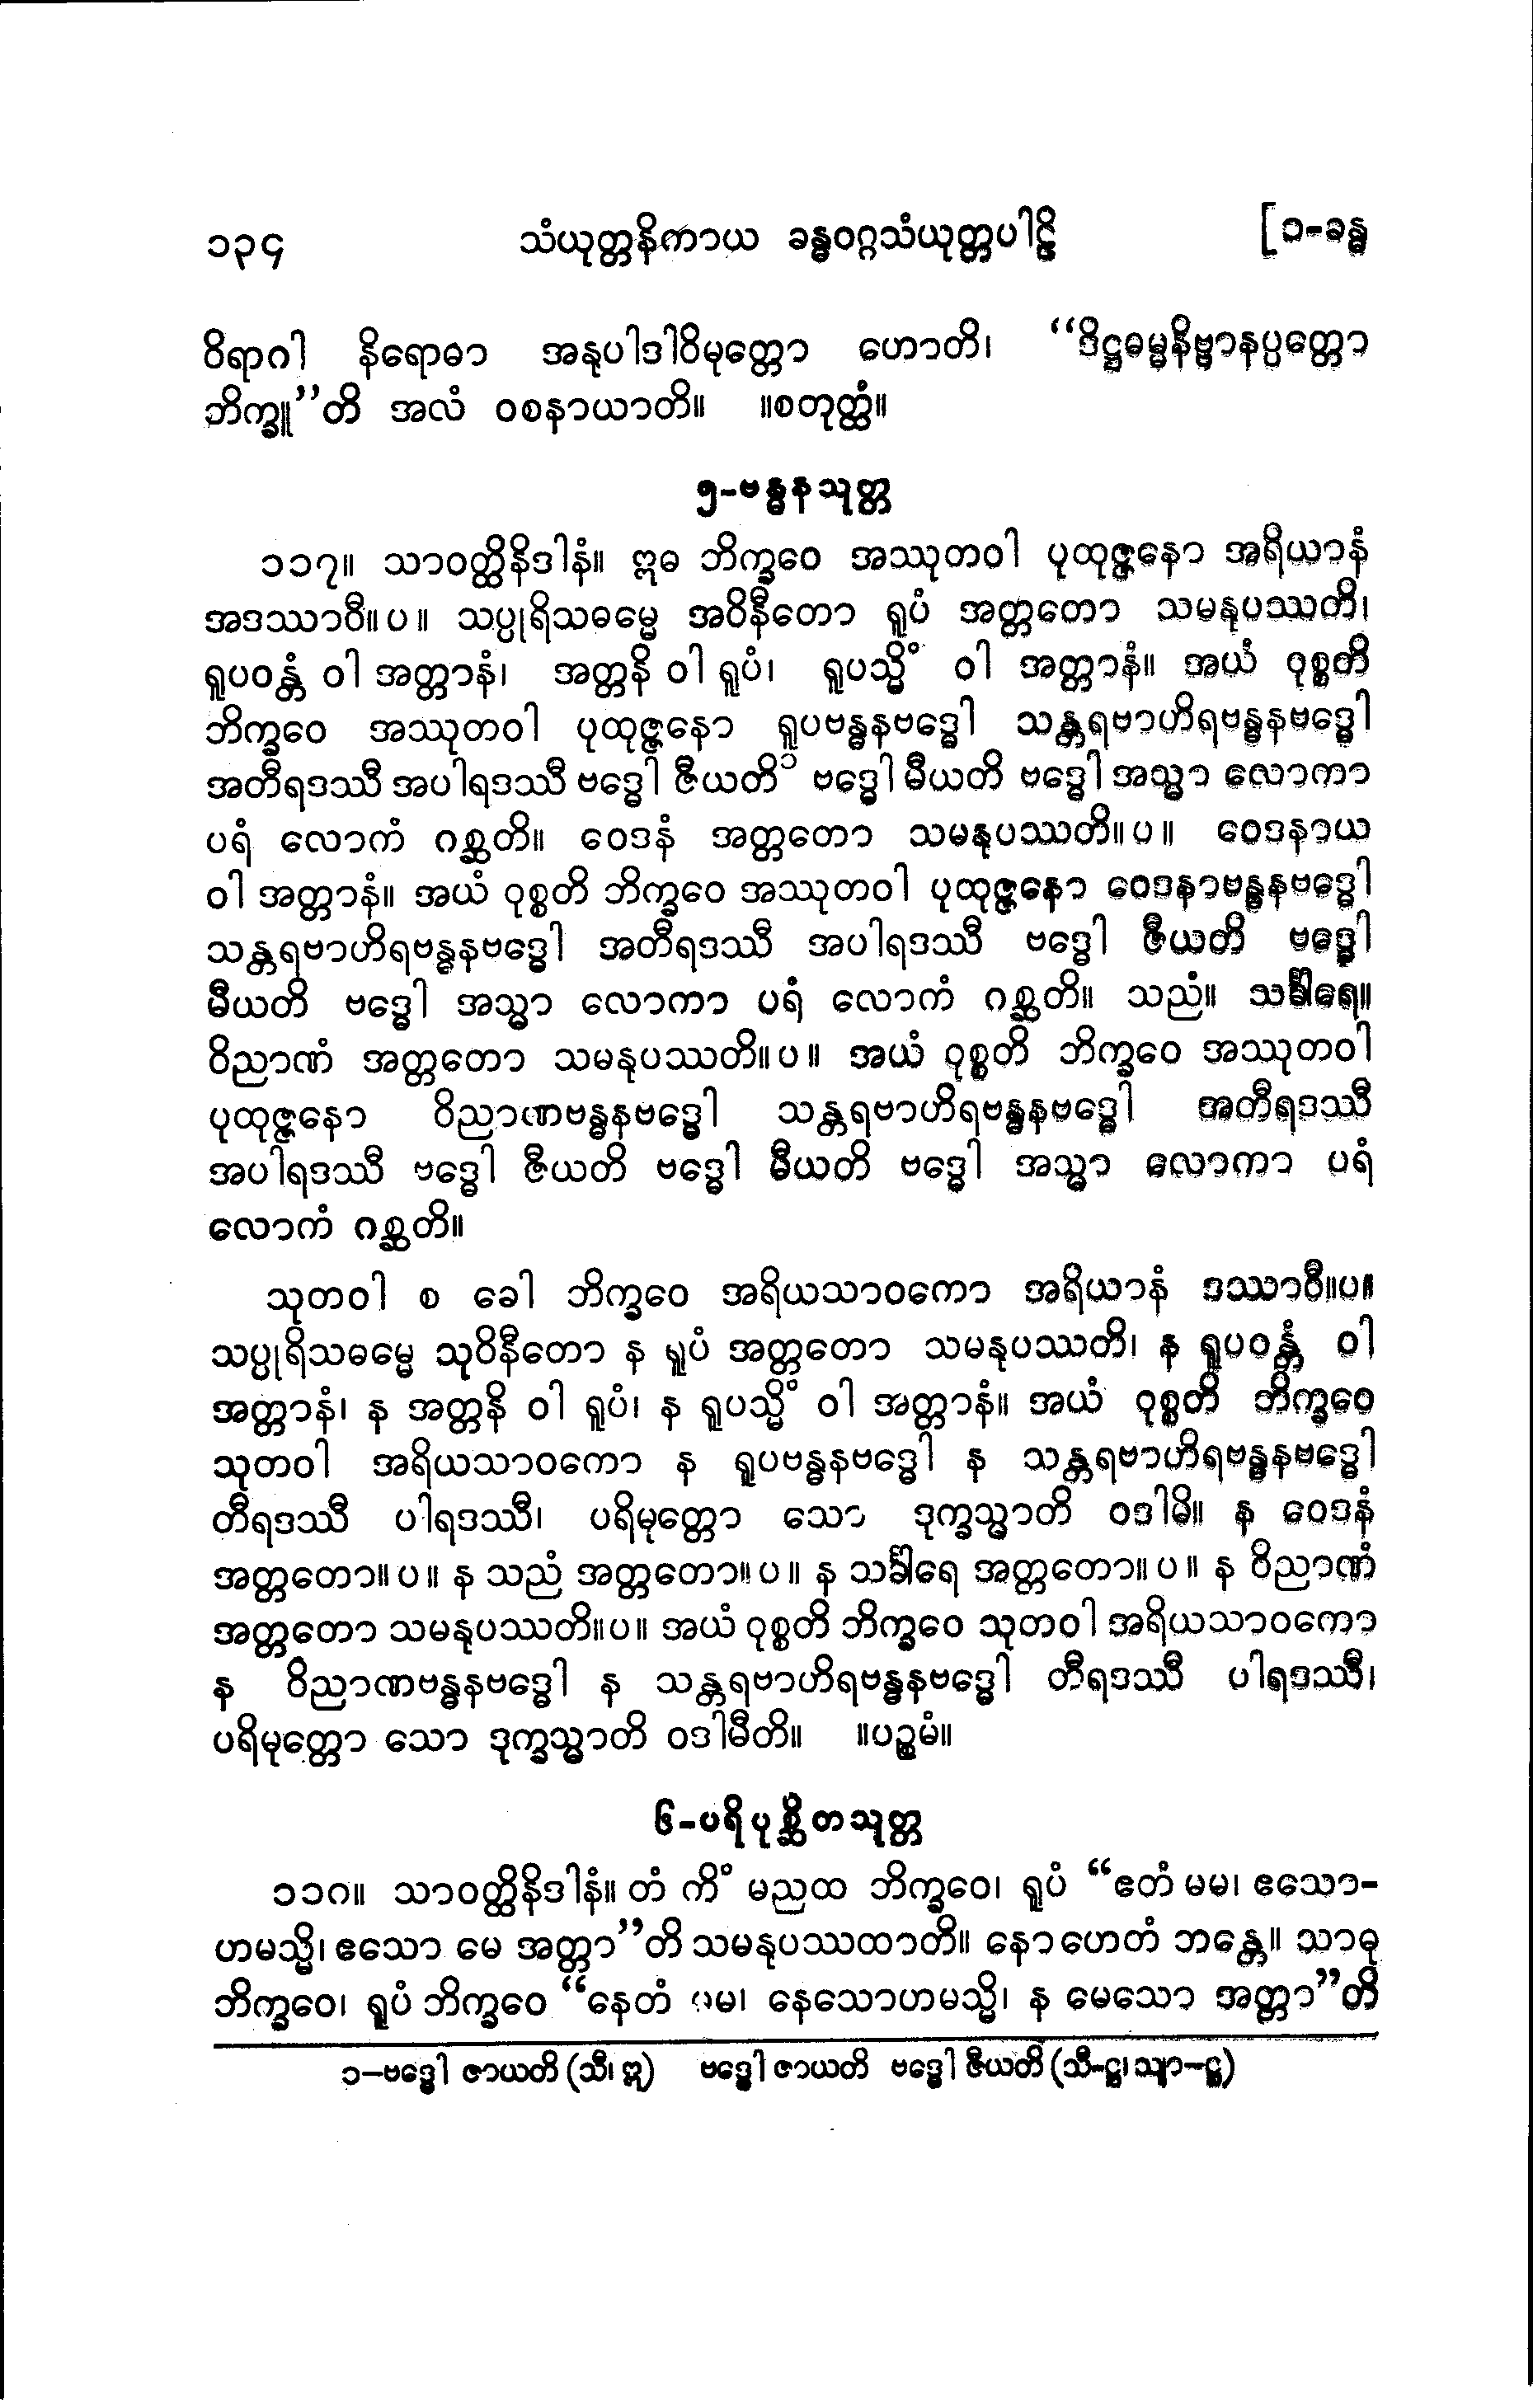 ၁၃၄ သံယုတ္တနိကာယ ခန္ဓဝဂ္ဂသံယုတ္တပါဠိ [၁-ခန္ဓ
ဝိရာဂါ နိရောဓာ အနုပါဒါဝိမုတ္တော ဟောတိ၊ “ဒိဋ္ဌဓမ္မနိဗ္ဗာနပ္ပတ္တော
ဘိက္ခူ”တိ အလံ ဝစနာယာတိ။ ။စတုတ္ထံ။
၅-ဗန္ဓနသုတ္တ
၁၁၇။ သာဝတ္ထိနိဒါနံ။ ဣဓ ဘိက္ခဝေ အဿုတဝါ ပုထုဇ္ဇနော အရိယာနံ
အဒဿာဝီ။ပ။ သပ္ပုရိသဓမ္မေ အဝိနီတော ရူပံ အတ္တတော သမနုပဿတိ၊
ရူပဝန္တံ ဝါ အတ္တာနံ၊ အတ္တနိ ဝါ ရူပံ၊ ရူပသ္မိံ ဝါ အတ္တာနံ။ အယံ ဝုစ္စတိ
ဘိက္ခဝေ အဿုတဝါ ပုထုဇ္ဇနော ရူပဗန္ဓနဗဒ္ဓေါ သန္တရဗာဟိရဗန္ဓနဗဒ္ဓေါ
အတီရဒဿီ အပါရဒဿီ ဗဒ္ဓေါ ဇီယတိ၁ ဗဒ္ဓေါ မီယတိ ဗဒ္ဓေါ အသ္မာ လောကာ
ပရံ လောကံ ဂစ္ဆတိ။ ဝေဒနံ အတ္တတော သမနုပဿတိ။ပ။ ဝေဒနာယ
ဝါ အတ္တာနံ။ အယံ ဝုစ္စတိ ဘိက္ခဝေ အဿုတဝါ ပုထုဇ္ဇနော ဝေဒနာဗန္ဓနဗဒ္ဓေါ
သန္တရဗာဟိရဗန္ဓနဗဒ္ဓေါ အတီရဒဿီ အပါရဒဿီ ဗဒ္ဓေါ ဇီယတိ ဗဒ္ဓေါ
မီယတိ ဗဒ္ဓေါ အသ္မာ လောကာ ပရံ လောကံ ဂစ္ဆတိ။ သညံ။ သင်္ခါရေ။
ဝိညာဏံ အတ္တတော သမနုပဿတိ။ပ။ အယံ ဝုစ္စတိ ဘိက္ခဝေ အဿုတဝါ
ပုထုဇ္ဇနော ဝိညာဏဗန္ဓနဗဒ္ဓေါ သန္တရဗာဟိရဗန္ဓနဗဒ္ဓေါ အတီရဒဿီ
အပါရဒဿီ ဗဒ္ဓေါ ဇီယတိ ဗဒ္ဓေါ မီယတိ ဗဒ္ဓေါ အသ္မာ လောကာ ပရံ
လောကံ ဂစ္ဆတိ။
သုတဝါ စ ခေါ ဘိက္ခဝေ အရိယသာဝကော အရိယာနံ ဒဿာဝီ။ပ။
သပ္ပုရိသဓမ္မေ သုဝိနီတော န ရူပံ အတ္တတော သမနုပဿတိ၊ န ရူပဝန္တံ ဝါ
အတ္တာနံ၊ န အတ္တနိ ဝါ ရူပံ၊ န ရူပသ္မိံ ဝါ အတ္တာနံ။ အယံ ဝုစ္စတိ ဘိက္ခဝေ
သုတဝါ အရိယသာဝကော န ရူပဗန္ဓနဗဒ္ဓေါ န သန္တရဗာဟိရဗန္ဓနဗဒ္ဓေါ
တီရဒဿီ ပါရဒဿီ၊ ပရိမုတ္တော သော ဒုက္ခသ္မာတိ ဝဒါမိ။ န ဝေဒနံ
အတ္တတော။ပ။ န သညံ အတ္တတော။ပ။ န သင်္ခါရေ အတ္တတော။ပ။ န ဝိညာဏံ
အတ္တတော သမနုပဿတိ။ပ။ အယံ ဝုစ္စတိ ဘိက္ခဝေ သုတဝါ အရိယသာဝကော
န ဝိညာဏဗန္ဓနဗဒ္ဓေါ န သန္တရဗာဟိရဗန္ဓနဗဒ္ဓေါ တီရဒဿီ ပါရဒဿီ၊
ပရိမုတ္တော သော ဒုက္ခသ္မာတိ ဝဒါမီတိ။ ။ပဉ္စမံ။
၆-ပရိပုစ္ဆိတသုတ္တ
၁၁၈။ သာဝတ္ထိနိဒါနံ။ တံ ကိံ မညထ ဘိက္ခဝေ၊ ရူပံ “ဧတံ မမ၊ ဧသော-
ဟမသ္မိ၊ ဧသော မေ အတ္တာ”တိ သမနုပဿထာတိ။ နောဟေတံ ဘန္တေ။ သာဓု
ဘိက္ခဝေ၊ ရူပံ ဘိက္ခဝေ “နေတံ မမ၊ နေသောဟမသ္မိ၊ န မေသော အတ္တာ”တိ
၁-ဗဒ္ဓေါ ဇာယတိ (သီ၊ ဣ) ဗဒ္ဓေါ ဇာယတိ ဗဒ္ဓေါ ဇီယတိ (သီ-ဋ္ဌ၊ သျာ-ဋ္ဌ)